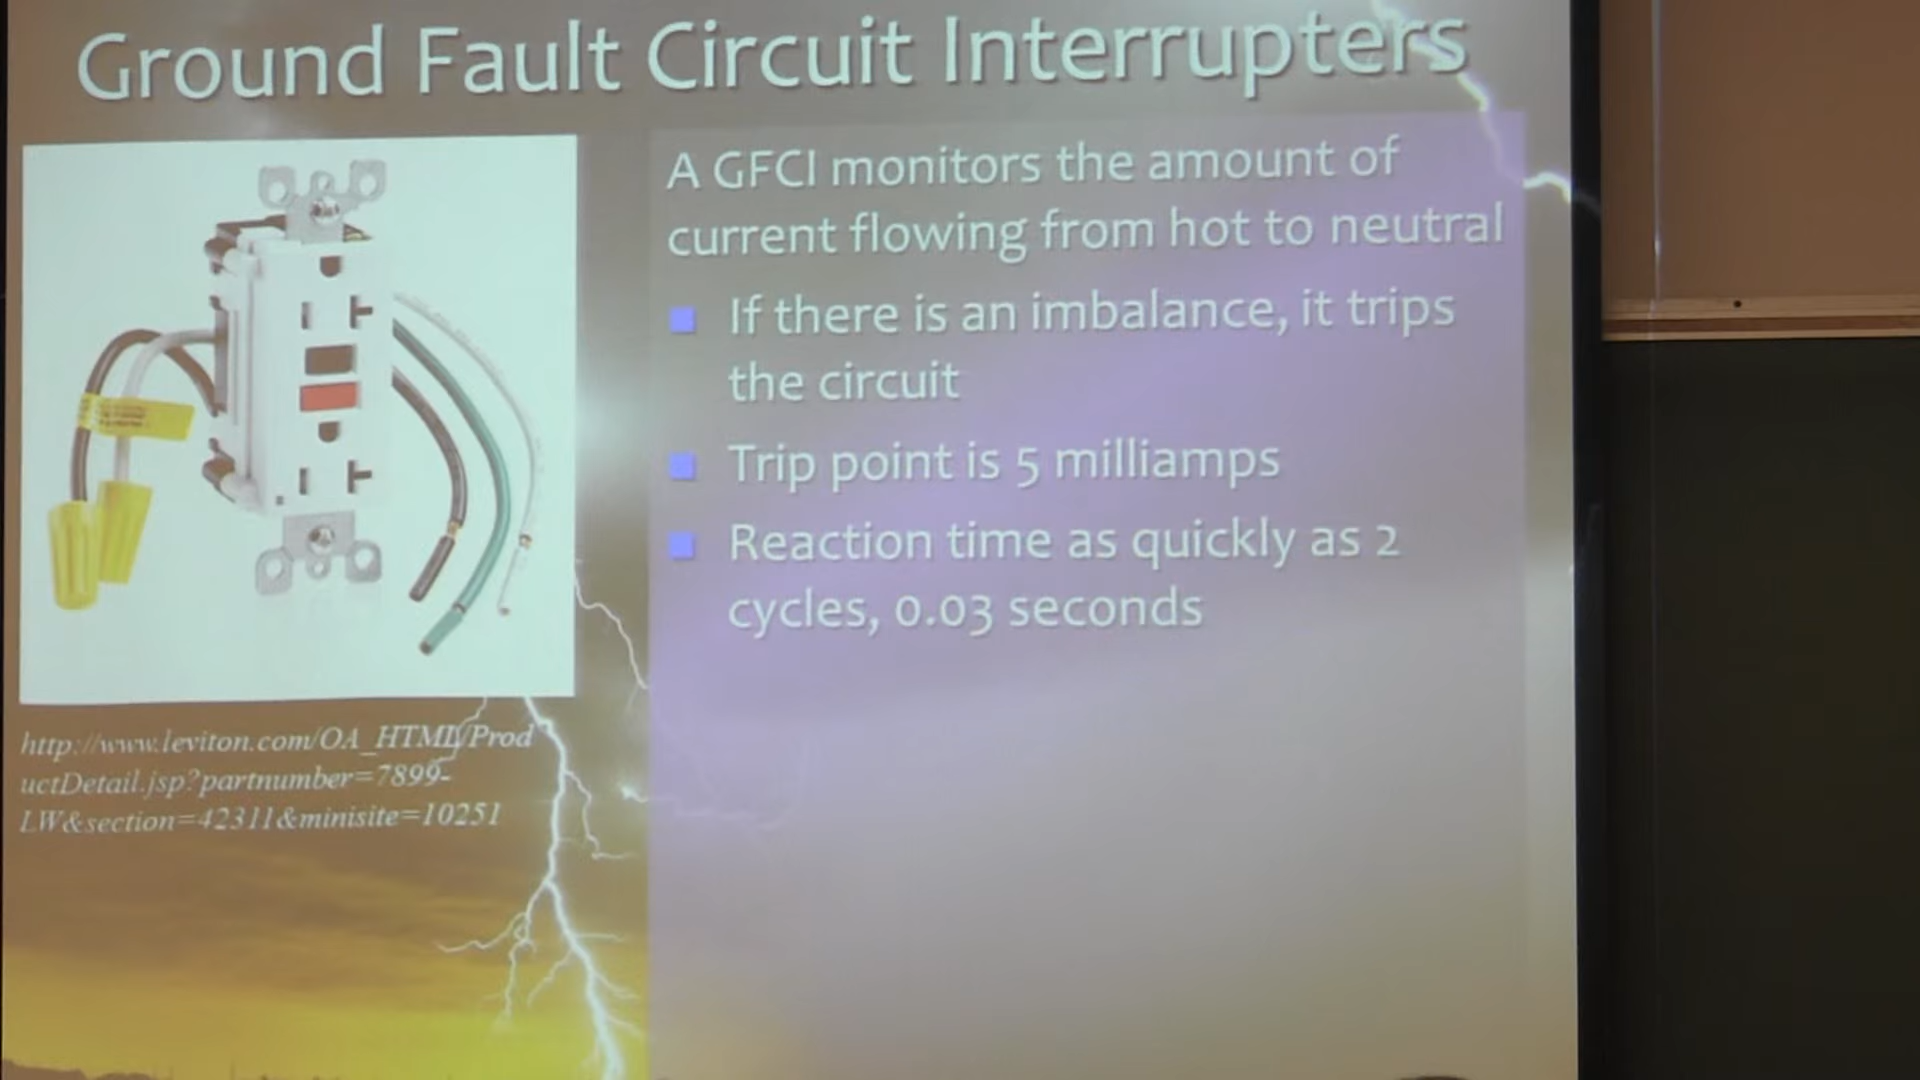 Ground Fault Circuit Interrupters
A GFCI monitors the amount of
current flowing from hot to neutral
If there is an imbalance, it trips
the circuit
Trip point is 5 milliamps
Reaction time as quickly as 2
cycles, 0.03 seconds
http://www.leviton.com/OA_HTML/Prod
uctDetail.jsp?partnumber=7899-
LW&section=42311&minisite=10251